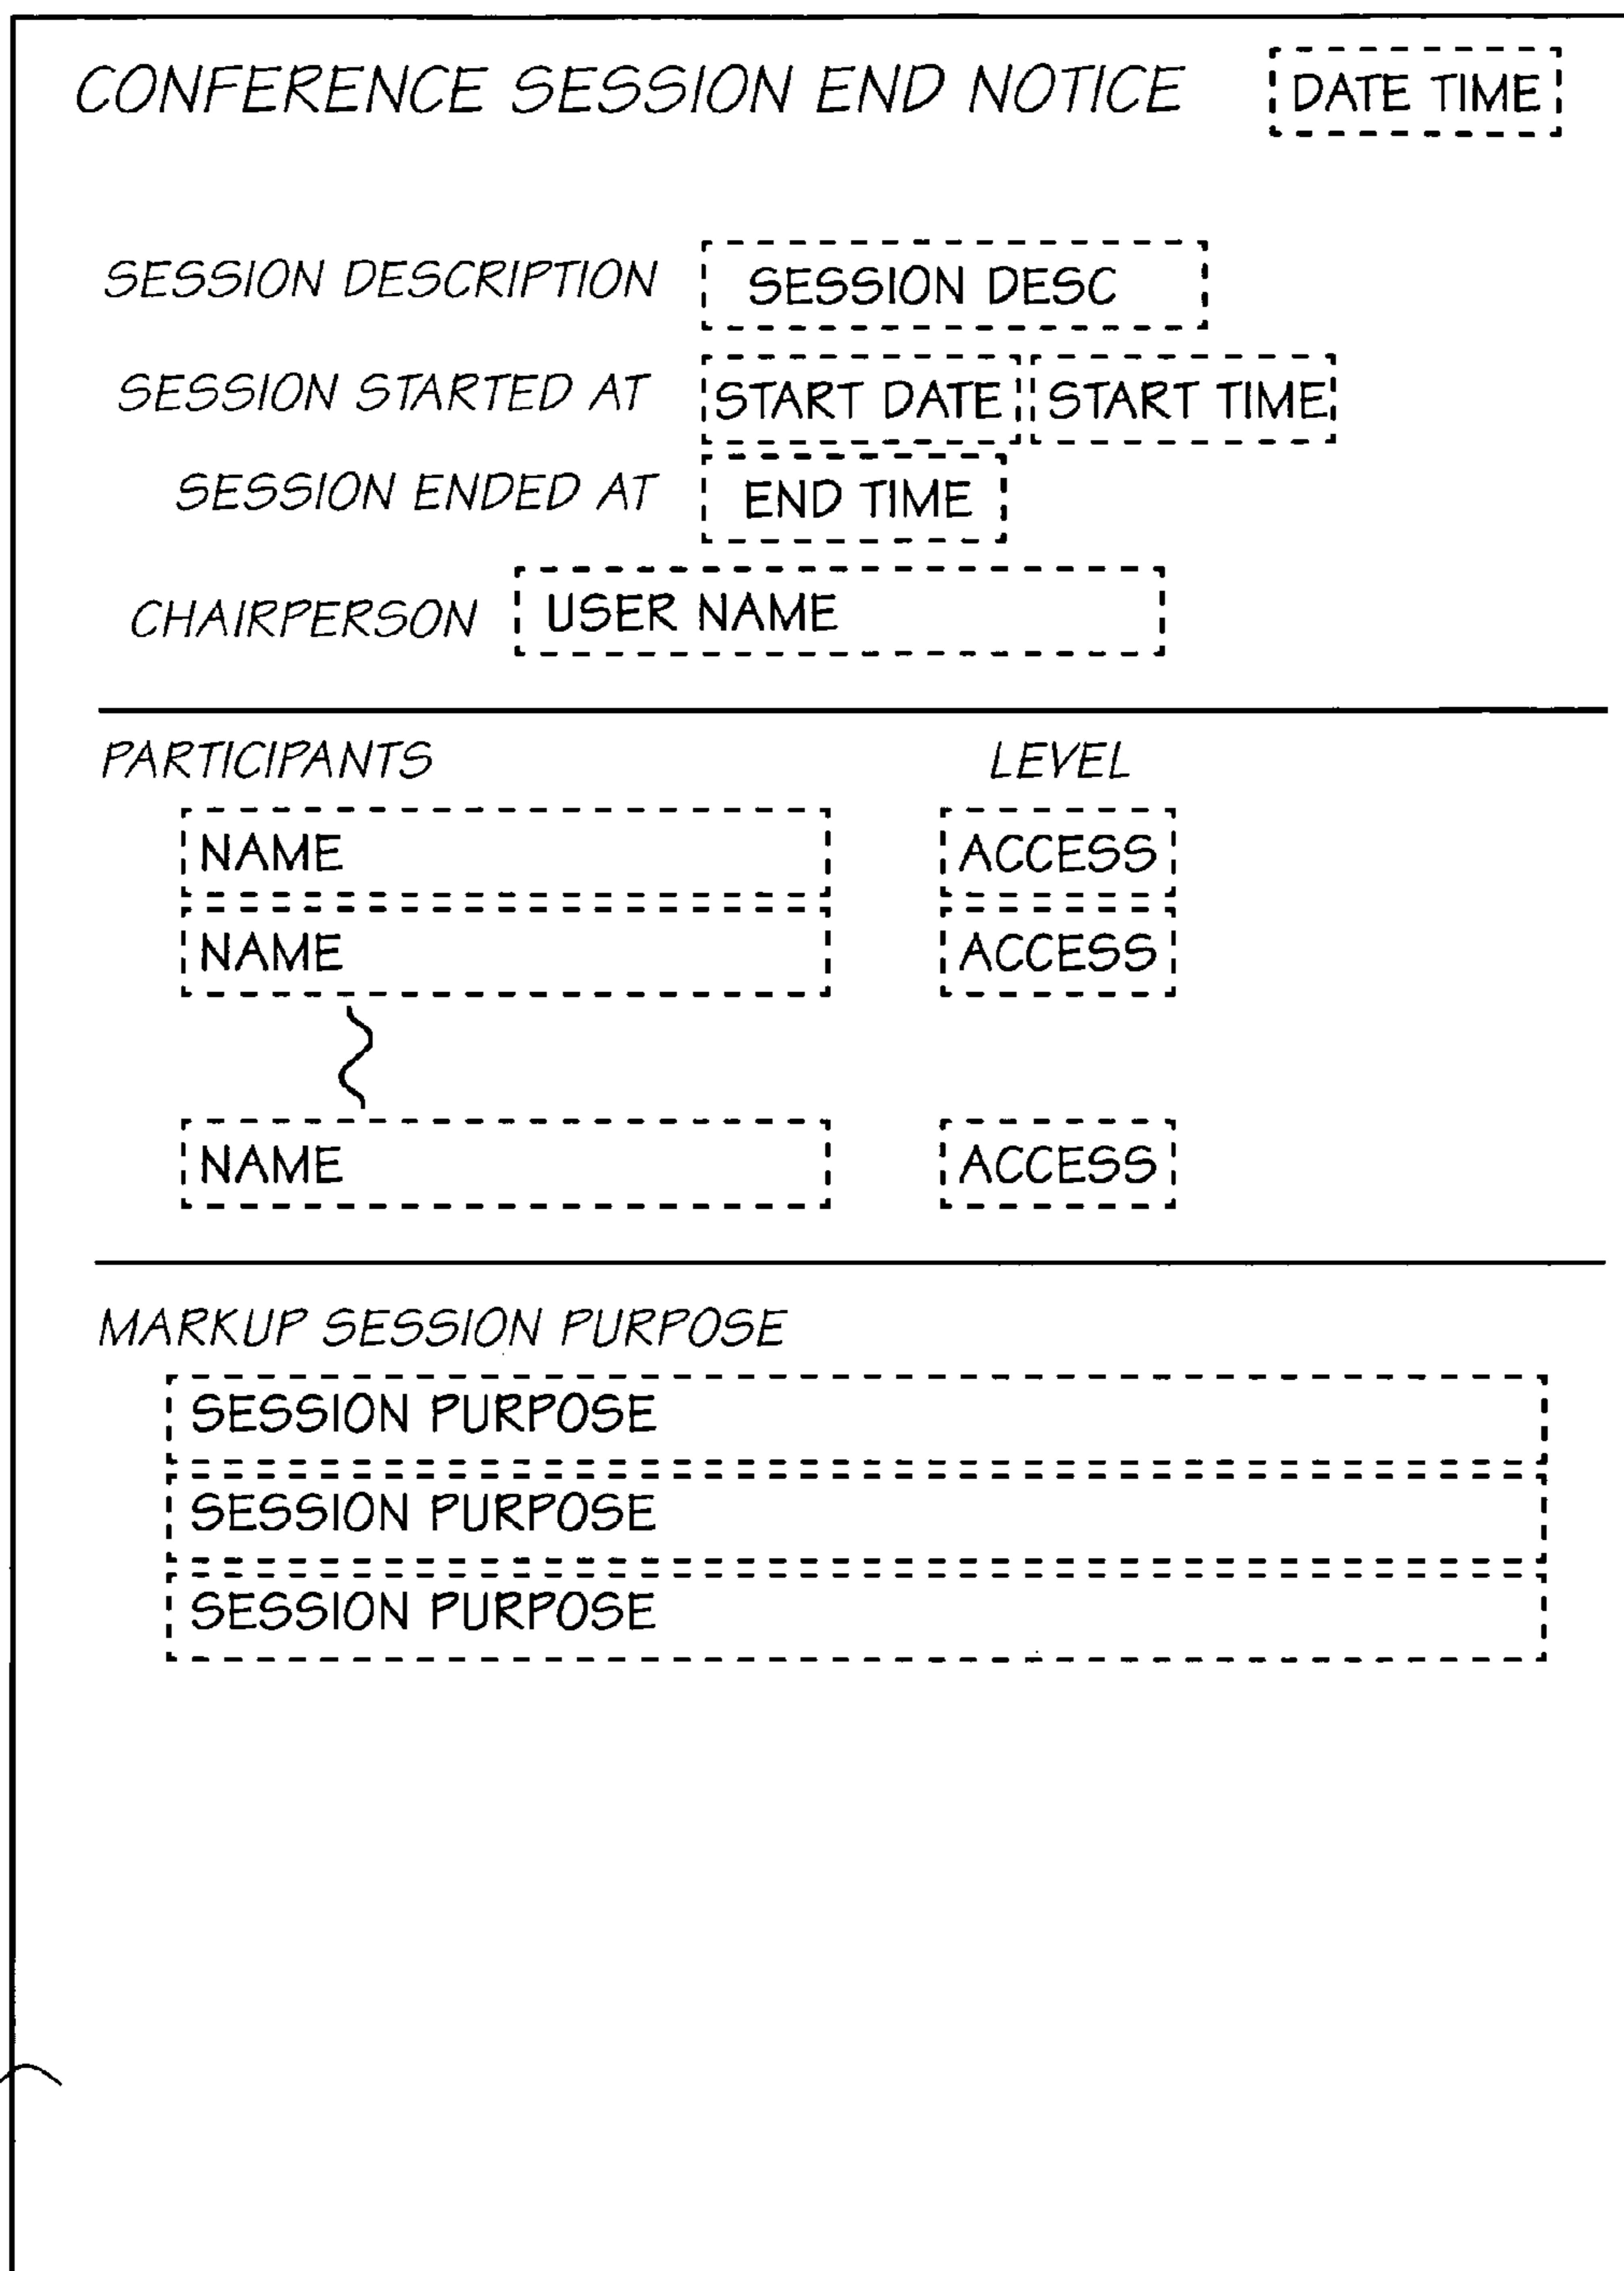 CONFERENCE SESSION END NOTICE DATE TIME
SESSION DESCRIPTION SESSION DESC
SESSION STARTED AT START DATE START TIME
SESSION ENDED AT END TIME
CHAIRPERSON USER NAME
PARTICIPANTS LEVEL
NAME ACCESS
NAME ACCESS
NAME ACCESS
MARKUP SESSION PURPOSE
SESSION PURPOSE
SESSION PURPOSE
SESSION PURPOSE